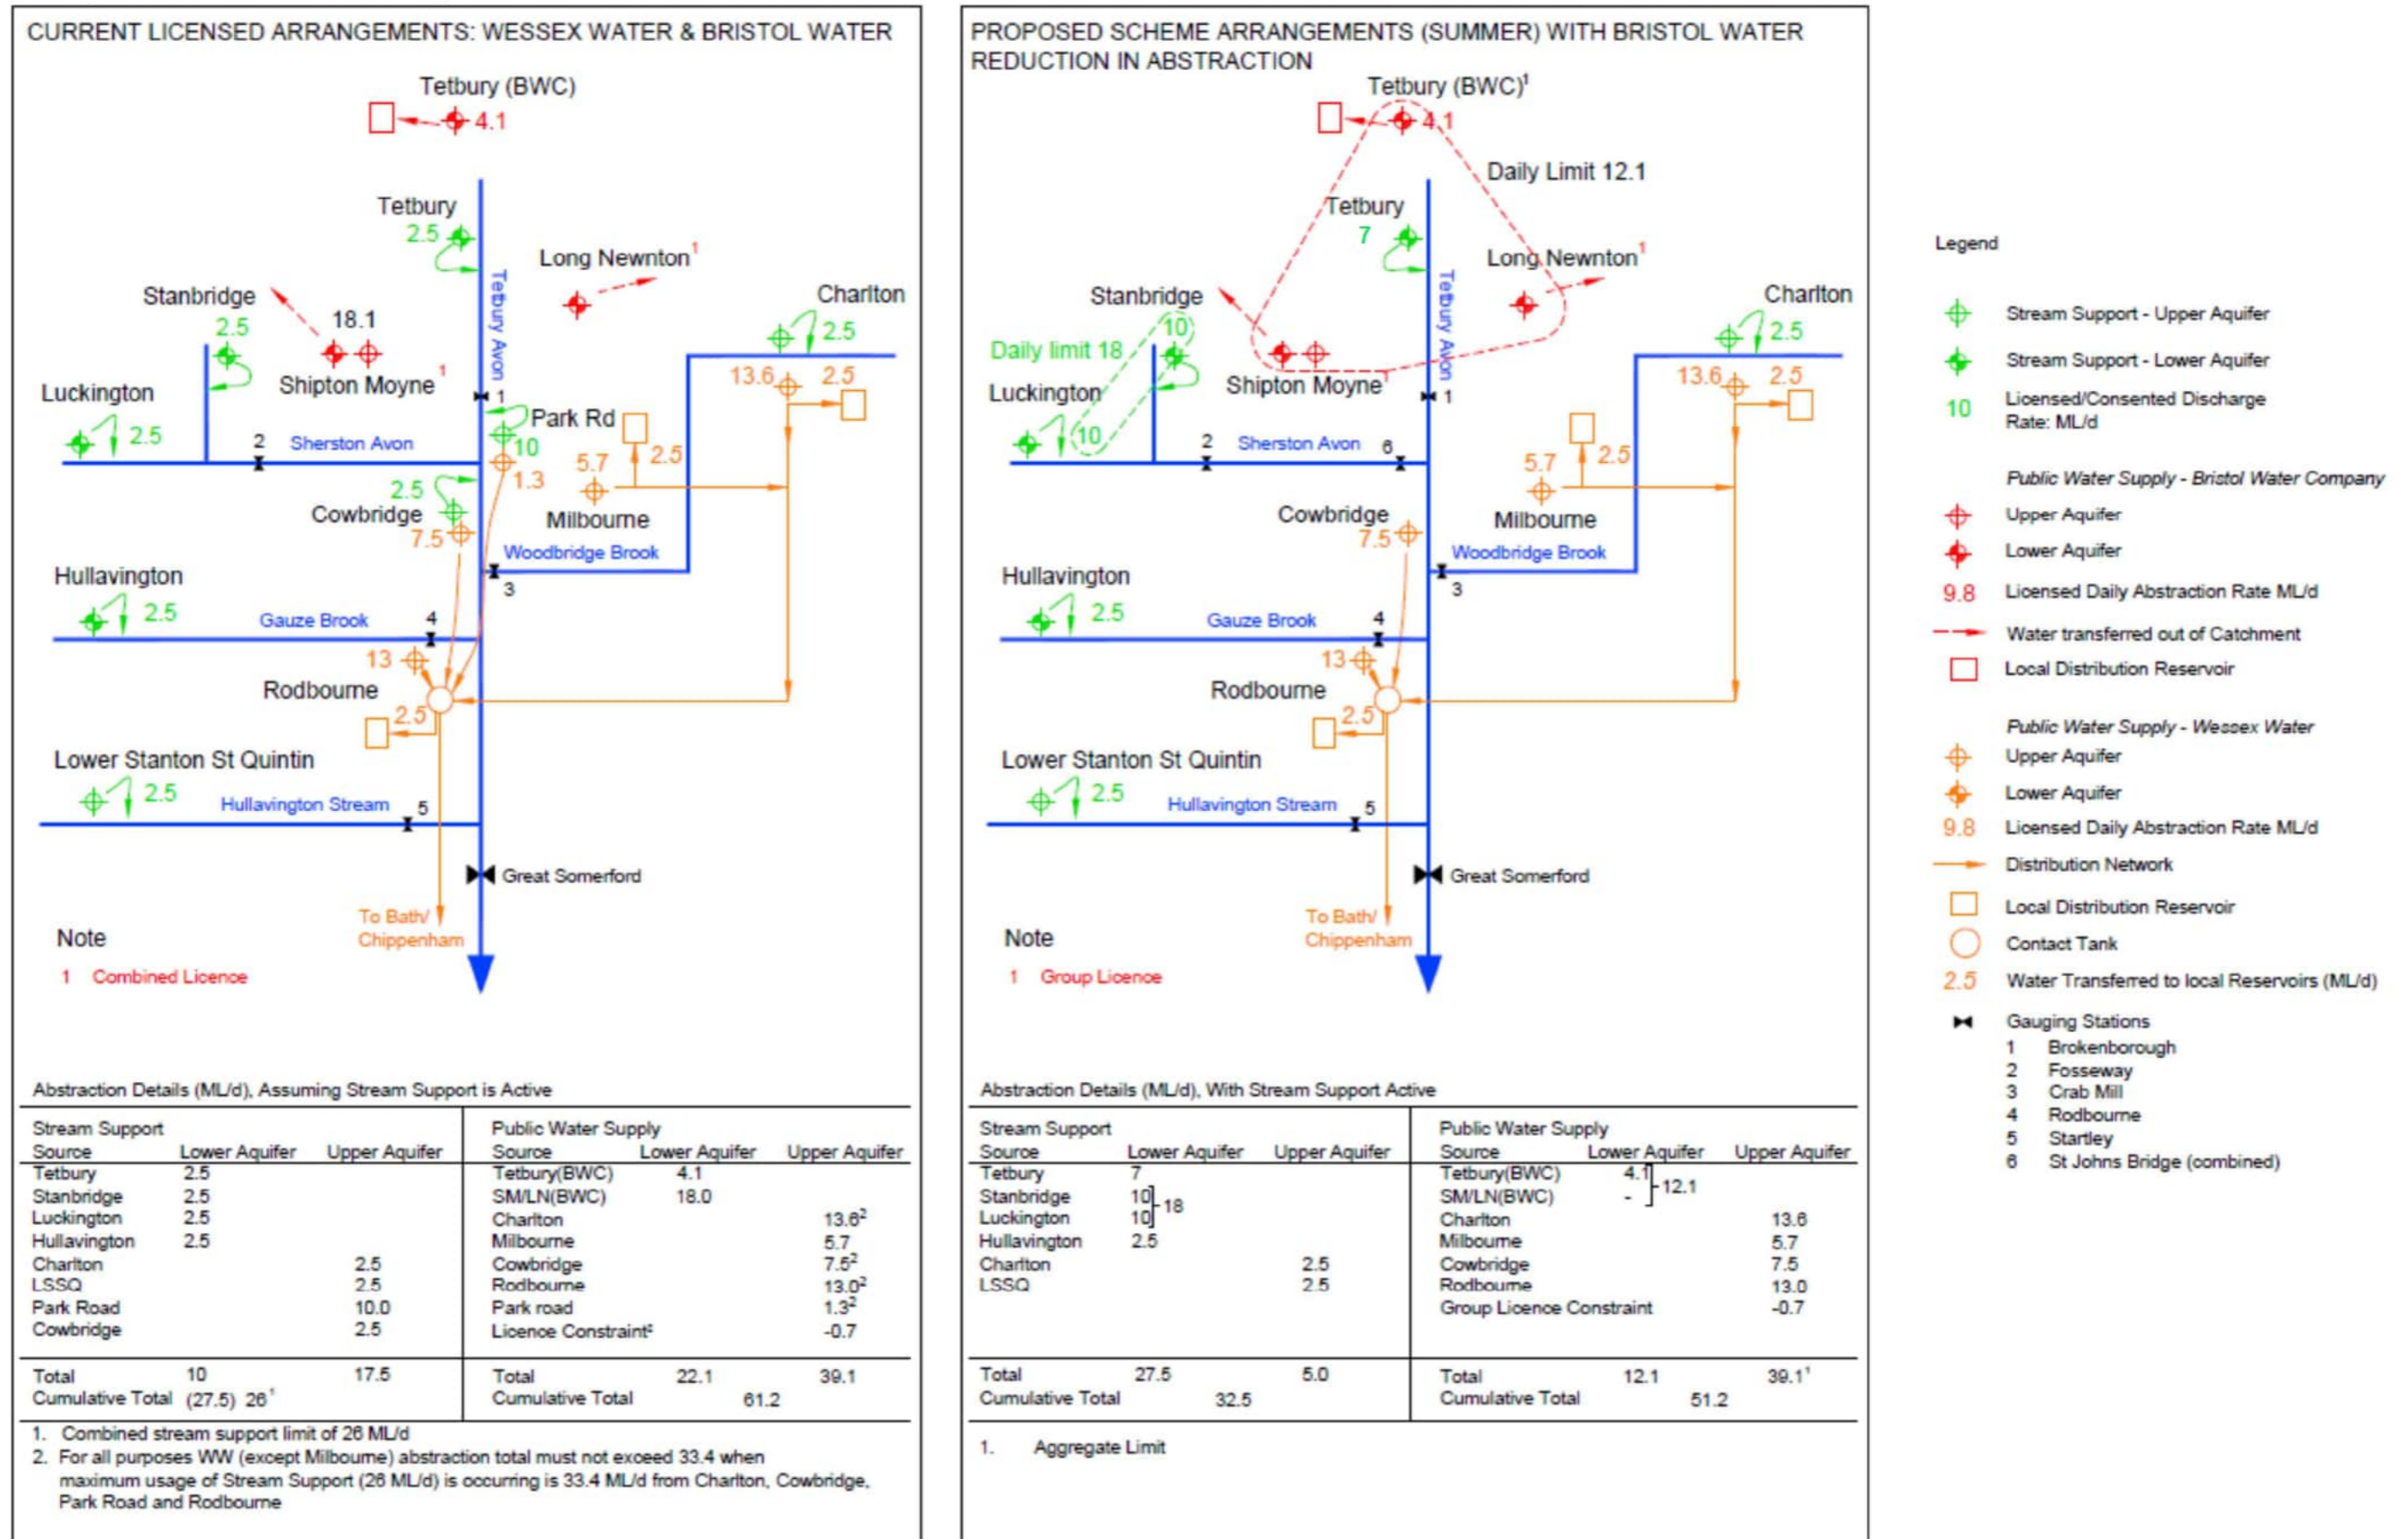 CURRENT LICENSED ARRANGEMENTS: WESSEX WATER & BRISTOL WATER
Tetbury (BWC)
4.1
Tetbury
2.5
Long Newnton1
Tetbury Avon
Stanbridge
2.5
18.1
Charlton
2.5
Shipton Moyne1
1
13.6
2.5
Luckington
2.5
2
Sherston Avon
Park Rd
10
1.3
5.7
2.5
2.5
Cowbridge
7.5
Milbourne
Woodbridge Brook
3
Hullavington
2.5
Gauze Brook
4
13
Rodbourne
2.5
Lower Stanton St Quintin
2.5
Hullavington Stream
5
Great Somerford
To Bath/
Chippenham
Note
1 Combined Licence
Abstraction Details (ML/d), Assuming Stream Support is Active
Stream Support
Source Lower Aquifer Upper Aquifer
Tetbury 2.5
Stanbridge 2.5
Luckington 2.5
Hullavington 2.5
Charlton 2.5
LSSQ 2.5
Park Road 10.0
Cowbridge 2.5
Total 10 17.5
Cumulative Total (27.5) 26¹
Public Water Supply
Source Lower Aquifer Upper Aquifer
Tetbury(BWC) 4.1
SM/LN(BWC) 18.0
Charlton 13.6²
Milbourne 5.7
Cowbridge 7.5²
Rodbourne 13.0²
Park road 1.3²
Licence Constraint² -0.7
Total 22.1 39.1
Cumulative Total 61.2
1. Combined stream support limit of 26 ML/d
2. For all purposes WW (except Milbourne) abstraction total must not exceed 33.4 when
maximum usage of Stream Support (26 ML/d) is occurring is 33.4 ML/d from Charlton, Cowbridge,
Park Road and Rodbourne
PROPOSED SCHEME ARRANGEMENTS (SUMMER) WITH BRISTOL WATER
REDUCTION IN ABSTRACTION
Tetbury (BWC)¹
4.1
Daily Limit 12.1
Tetbury
7
Long Newnton1
Tetbury Avon
Stanbridge
10
Charlton
2.5
Daily limit 18
Shipton Moyne1
1
13.6
2.5
Luckington
10
2
Sherston Avon
6
5.7
2.5
Cowbridge
7.5
Milbourne
Woodbridge Brook
3
Hullavington
2.5
Gauze Brook
4
13
Rodbourne
2.5
Lower Stanton St Quintin
2.5
Hullavington Stream
5
Great Somerford
To Bath/
Chippenham
Note
1 Group Licence
Abstraction Details (ML/d), With Stream Support Active
Stream Support
Source Lower Aquifer Upper Aquifer
Tetbury 7
Stanbridge 10
Luckington 10
18
Hullavington 2.5
Charlton 2.5
LSSQ 2.5
Total 27.5 5.0
Cumulative Total 32.5
Public Water Supply
Source Lower Aquifer Upper Aquifer
Tetbury(BWC) 4.1
SM/LN(BWC) -
12.1
Charlton 13.6
Milbourne 5.7
Cowbridge 7.5
Rodbourne 13.0
Group Licence Constraint -0.7
Total 12.1 39.1¹
Cumulative Total 51.2
1. Aggregate Limit
Legend
Stream Support - Upper Aquifer
Stream Support - Lower Aquifer
10 Licensed/Consented Discharge
Rate: ML/d
Public Water Supply - Bristol Water Company
Upper Aquifer
Lower Aquifer
9.8 Licensed Daily Abstraction Rate ML/d
Water transferred out of Catchment
Local Distribution Reservoir
Public Water Supply - Wessex Water
Upper Aquifer
Lower Aquifer
9.8 Licensed Daily Abstraction Rate ML/d
Distribution Network
Local Distribution Reservoir
Contact Tank
2.5 Water Transferred to local Reservoirs (ML/d)
Gauging Stations
1 Brokenborough
2 Fosseway
3 Crab Mill
4 Rodbourne
5 Startley
6 St Johns Bridge (combined)